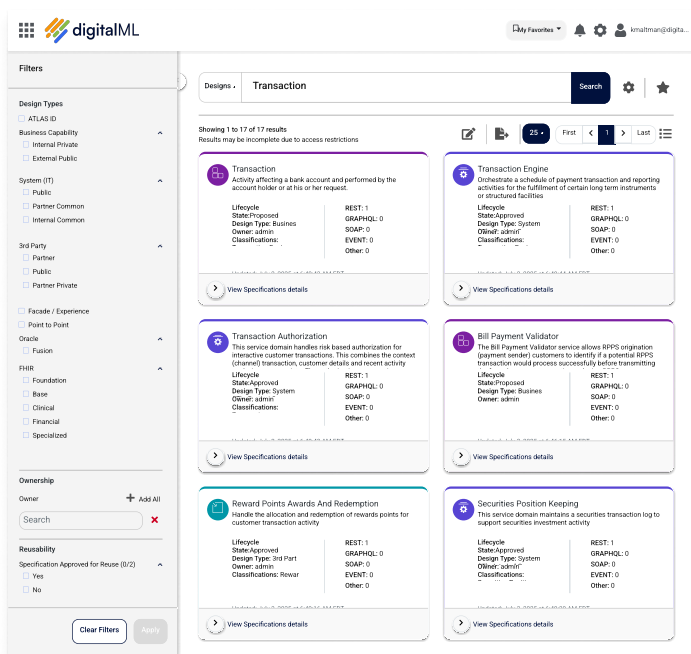 digitalML
My Favorites
kmaltman@digita...
Filters
Design Types
ATLAS ID
Business Capability
Internal Private
External Public
System (IT)
Public
Partner Common
Internal Common
3rd Party
Partner
Public
Partner Private
Facade / Experience
Point to Point
Oracle
Fusion
FHIR
Foundation
Base
Clinical
Financial
Specialized
Ownership
Owner
Add All
Search
Reusability
Specification Approved for Reuse (0/2)
Yes
No
Clear Filters
Apply
Designs
Transaction
Search
Showing 1 to 17 of 17 results
Results may be incomplete due to access restrictions
25
First
1
Last
Transaction
Activity affecting a bank account and performed by the
account holder or at his or her request.
Lifecycle
State:Proposed
Design Type: Busines
Owner: admin
Classifications:
REST: 1
GRAPHQL: 0
SOAP: 0
EVENT: 0
Other: 0
View Specifications details
Transaction Engine
Orchestrate a schedule of payment transaction and reporting
activities for the fulfillment of certain long term instruments
or structured facilities
Lifecycle
State:Approved
Design Type: System
Owner: admin
Classifications:
REST: 1
GRAPHQL: 0
SOAP: 0
EVENT: 0
Other: 0
View Specifications details
Transaction Authorization
This service domain handles risk based authorization for
interactive customer transactions. This combines the context
(channel) transaction, customer details and recent activity
Lifecycle
State:Approved
Design Type: System
Owner: admin
Classifications:
REST: 1
GRAPHQL: 0
SOAP: 0
EVENT: 0
Other: 0
View Specifications details
Bill Payment Validator
The Bill Payment Validator service allows RPPS origination
(payment sender) customers to identify if a potential RPPS
transaction would process successfully before transmitting
Lifecycle
State:Proposed
Design Type: Busines
Owner: admin
REST: 1
GRAPHQL: 0
SOAP: 0
EVENT: 0
Other: 0
View Specifications details
Reward Points Awards And Redemption
Handle the allocation and redemption of rewards points for
customer transaction activity
Lifecycle
State:Approved
Design Type: 3rd Part
Owner: admin
Classifications: Rewar
REST: 1
GRAPHQL: 0
SOAP: 0
EVENT: 0
Other: 0
View Specifications details
Securities Position Keeping
This service domain maintains a securities transaction log to
support securities investment activity
Lifecycle
State:Approved
Design Type: System
Owner: admin
Classifications:
REST: 1
GRAPHQL: 0
SOAP: 0
EVENT: 0
Other: 0
View Specifications details